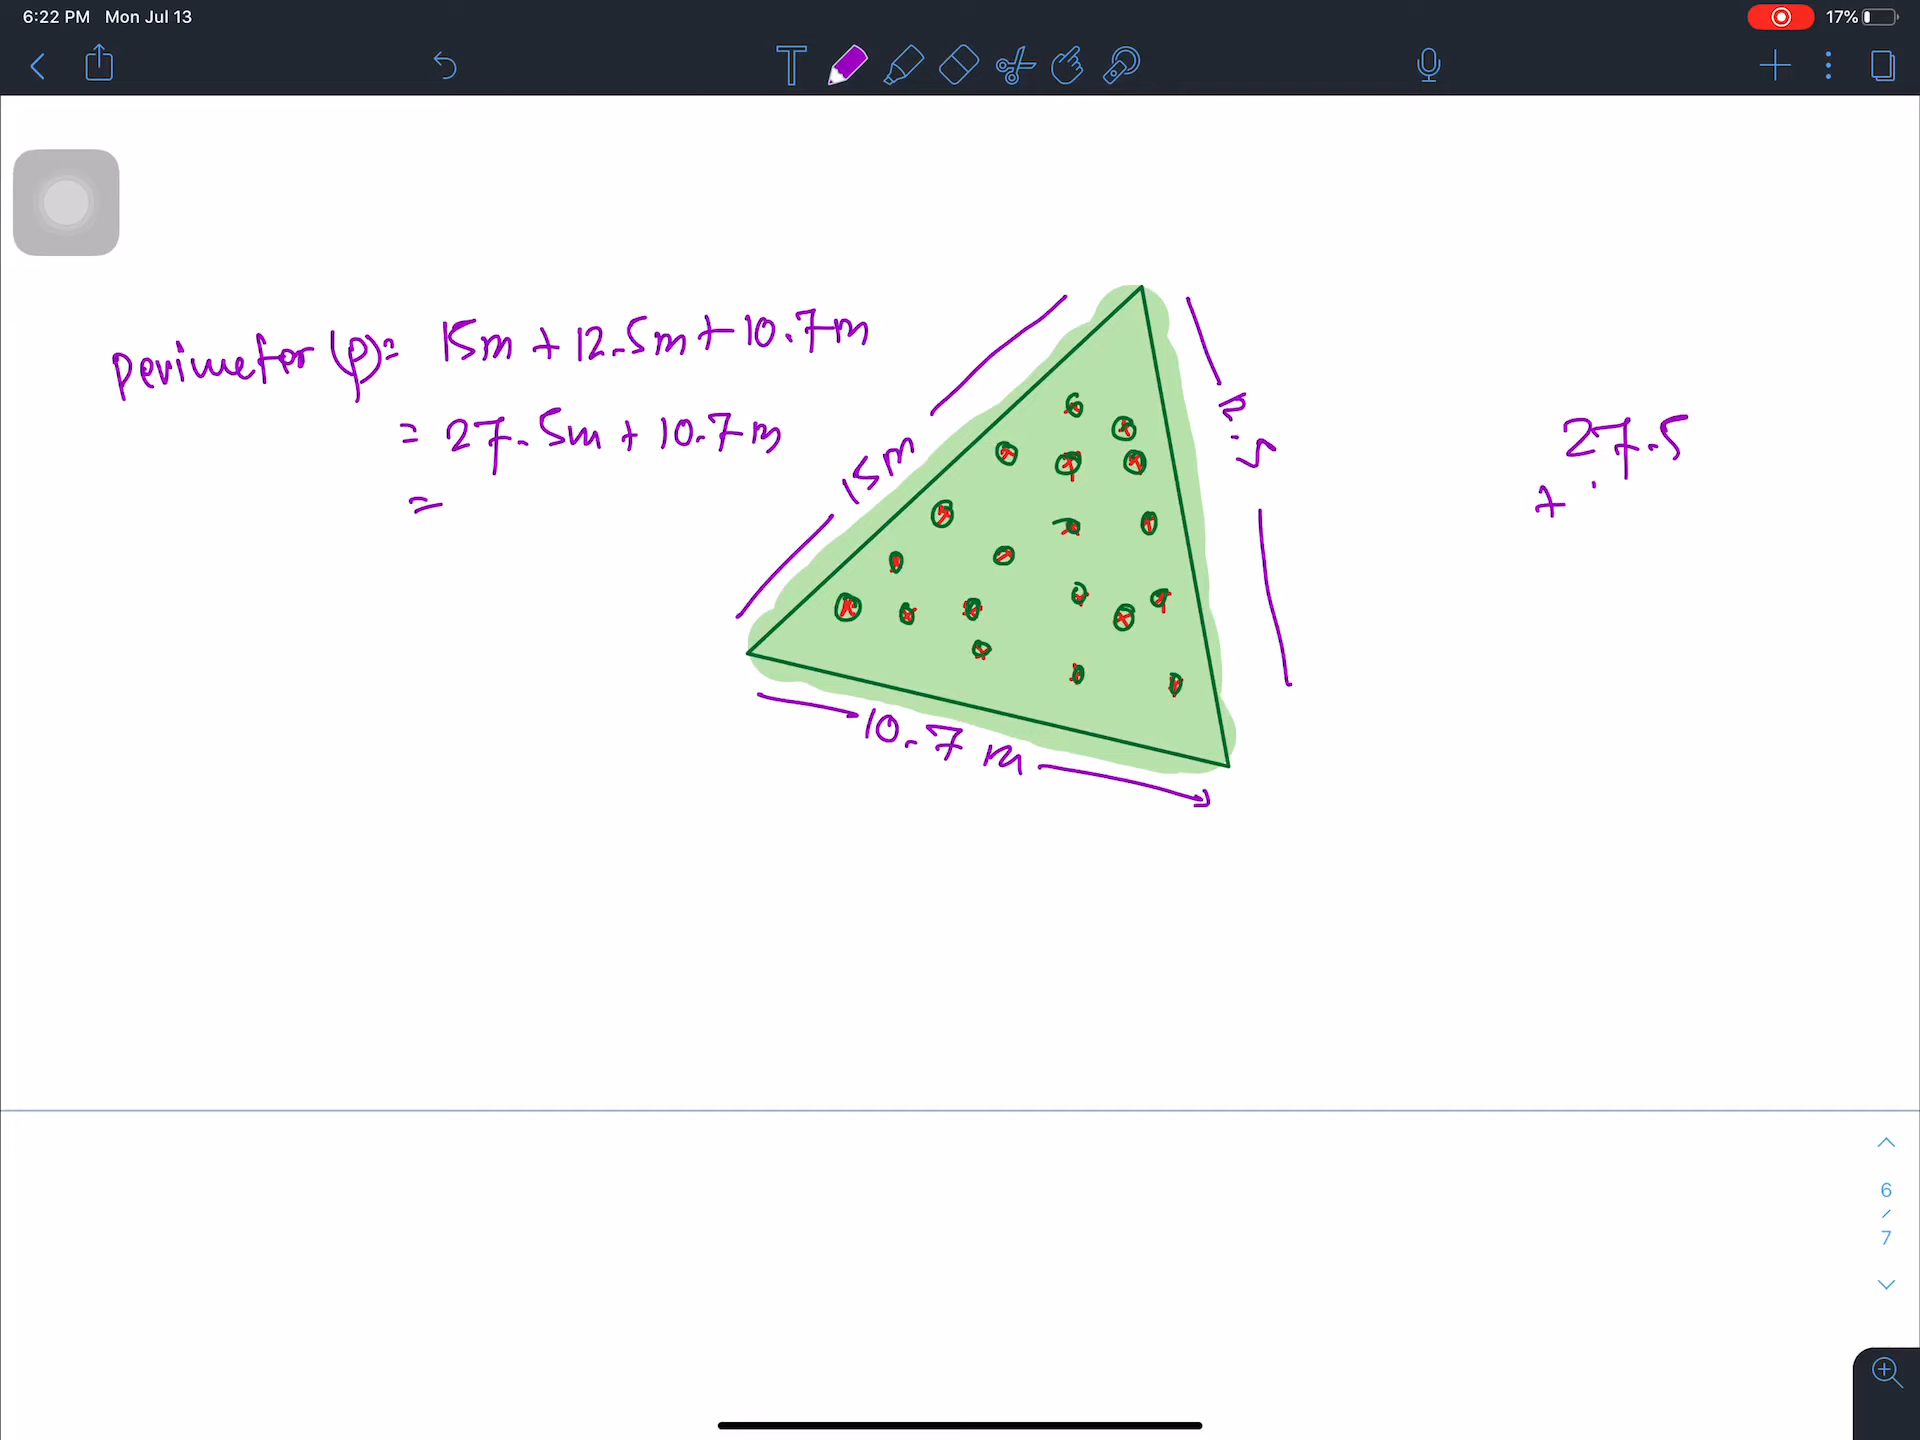 6:22 PM Mon Jul 13
17%
T
perimeter (p)= 15m + 12.5m + 10.7m
= 27.5m + 10.7m
=
15m
12.5
10.7 m
27.5
+
6
7